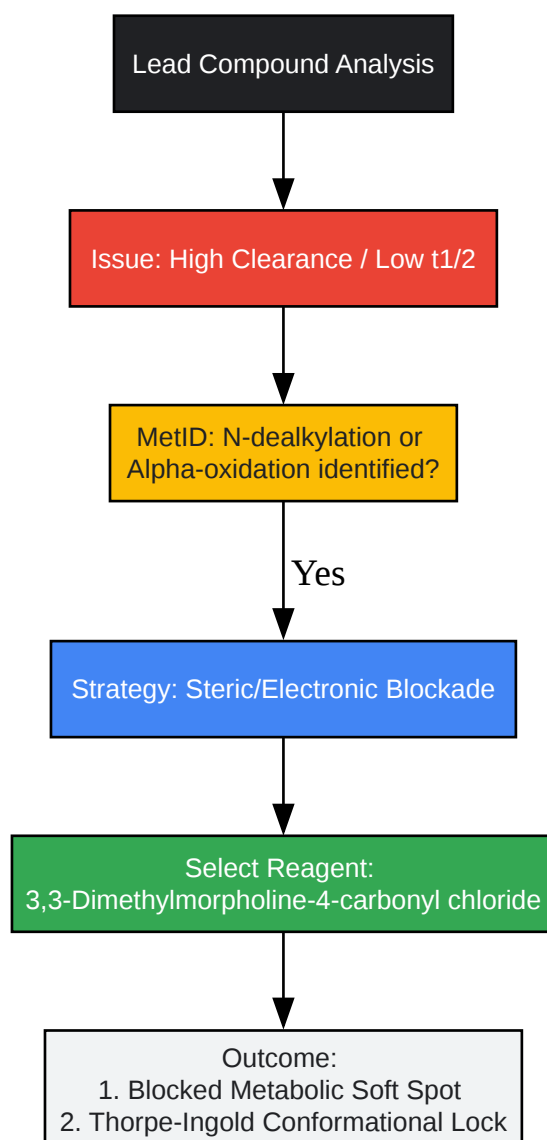 Lead Compound Analysis
Issue: High Clearance / Low t1/2
MetID: N-dealkylation or
Alpha-oxidation identified?
Yes
Strategy: Steric/Electronic Blockade
Select Reagent:
3,3-Dimethylmorpholine-4-carbonyl chloride
Outcome:
1. Blocked Metabolic Soft Spot
2. Thorpe-Ingold Conformational Lock